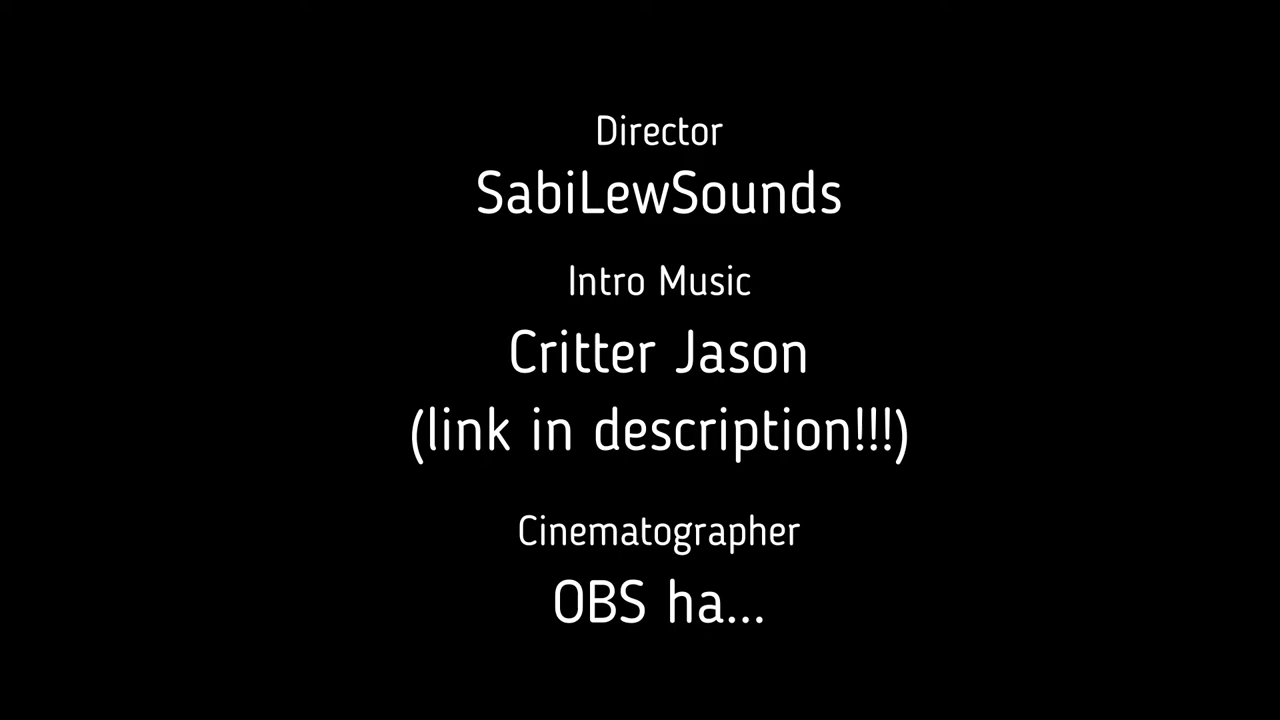 Director
SabiLewSounds
Intro Music
Critter Jason
(link in description!!!)
Cinematographer
OBS ha...